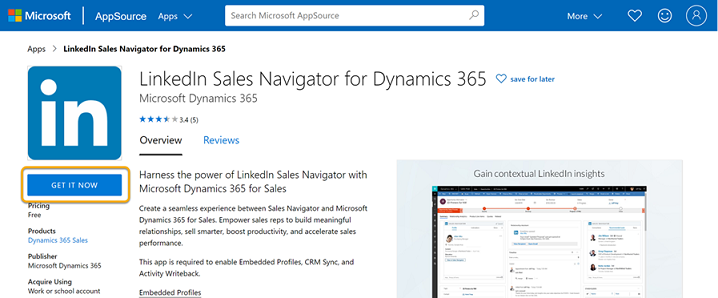 Microsoft AppSource Apps Search Microsoft AppSource More
Apps > LinkedIn Sales Navigator for Dynamics 365
in
LinkedIn Sales Navigator for Dynamics 365 save for later
Microsoft Dynamics 365
3.4 (5)
Overview Reviews
GET IT NOW
Pricing
Free
Products
Dynamics 365 Sales
Publisher
Microsoft Dynamics 365
Acquire Using
Work or school account
Harness the power of LinkedIn Sales Navigator with
Microsoft Dynamics 365 for Sales
Create a seamless experience between Sales Navigator and Microsoft
Dynamics 365 for Sales. Empower sales reps to build meaningful
relationships, sell smarter, boost productivity, and accelerate sales
performance.
This app is required to enable Embedded Profiles, CRM Sync, and
Activity Writeback.
Embedded Profiles
Gain contextual LinkedIn insights